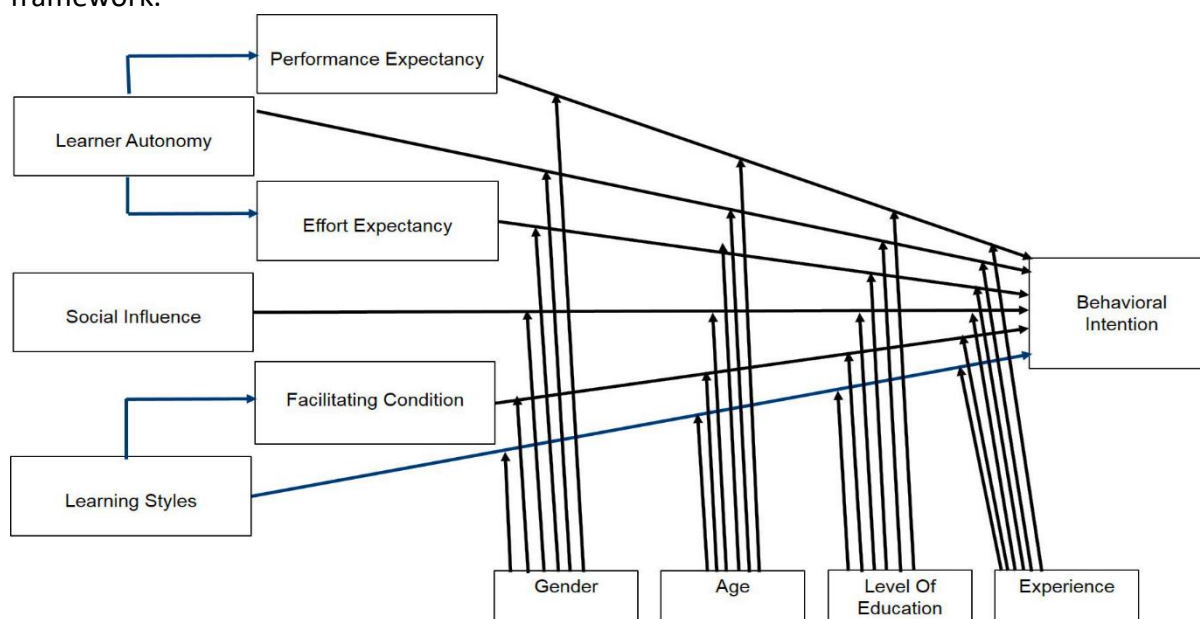 framework.
Performance Expectancy
Learner Autonomy
Effort Expectancy
Social Influence
Behavioral
Intention
Facilitating Condition
Learning Styles
Gender
Age
Level Of
Education
Experience